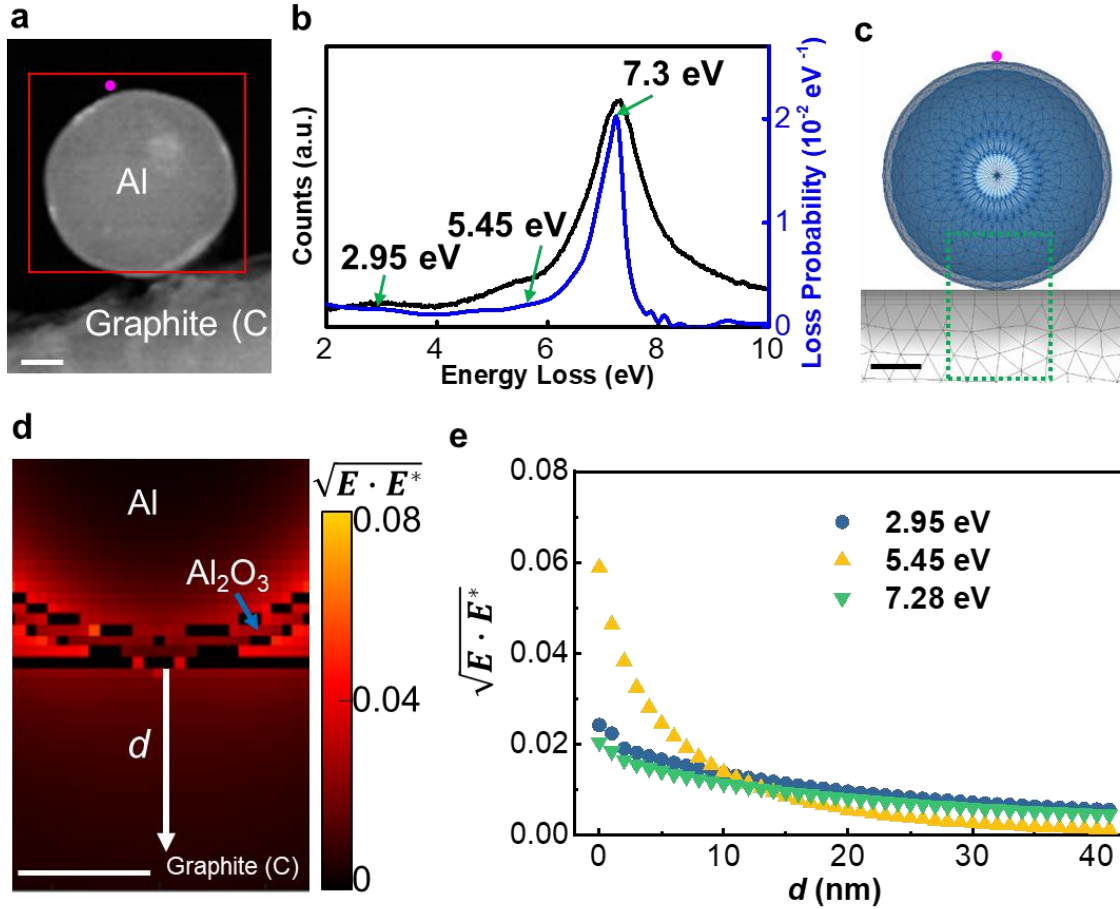 a
Al
Graphite (C
b
Counts (a.u.)
2.95 eV
5.45 eV
7.3 eV
2
4
6
8
10
Energy Loss (eV)
0
1
2
Loss Probability (10⁻² eV⁻¹)
c
d
Al
Al₂O₃
d
Graphite (C)
√E · E*
0.08
0.04
0
e
√E · E*
0.08
0.06
0.04
0.02
0.00
2.95 eV
5.45 eV
7.28 eV
0
10
20
30
40
d (nm)